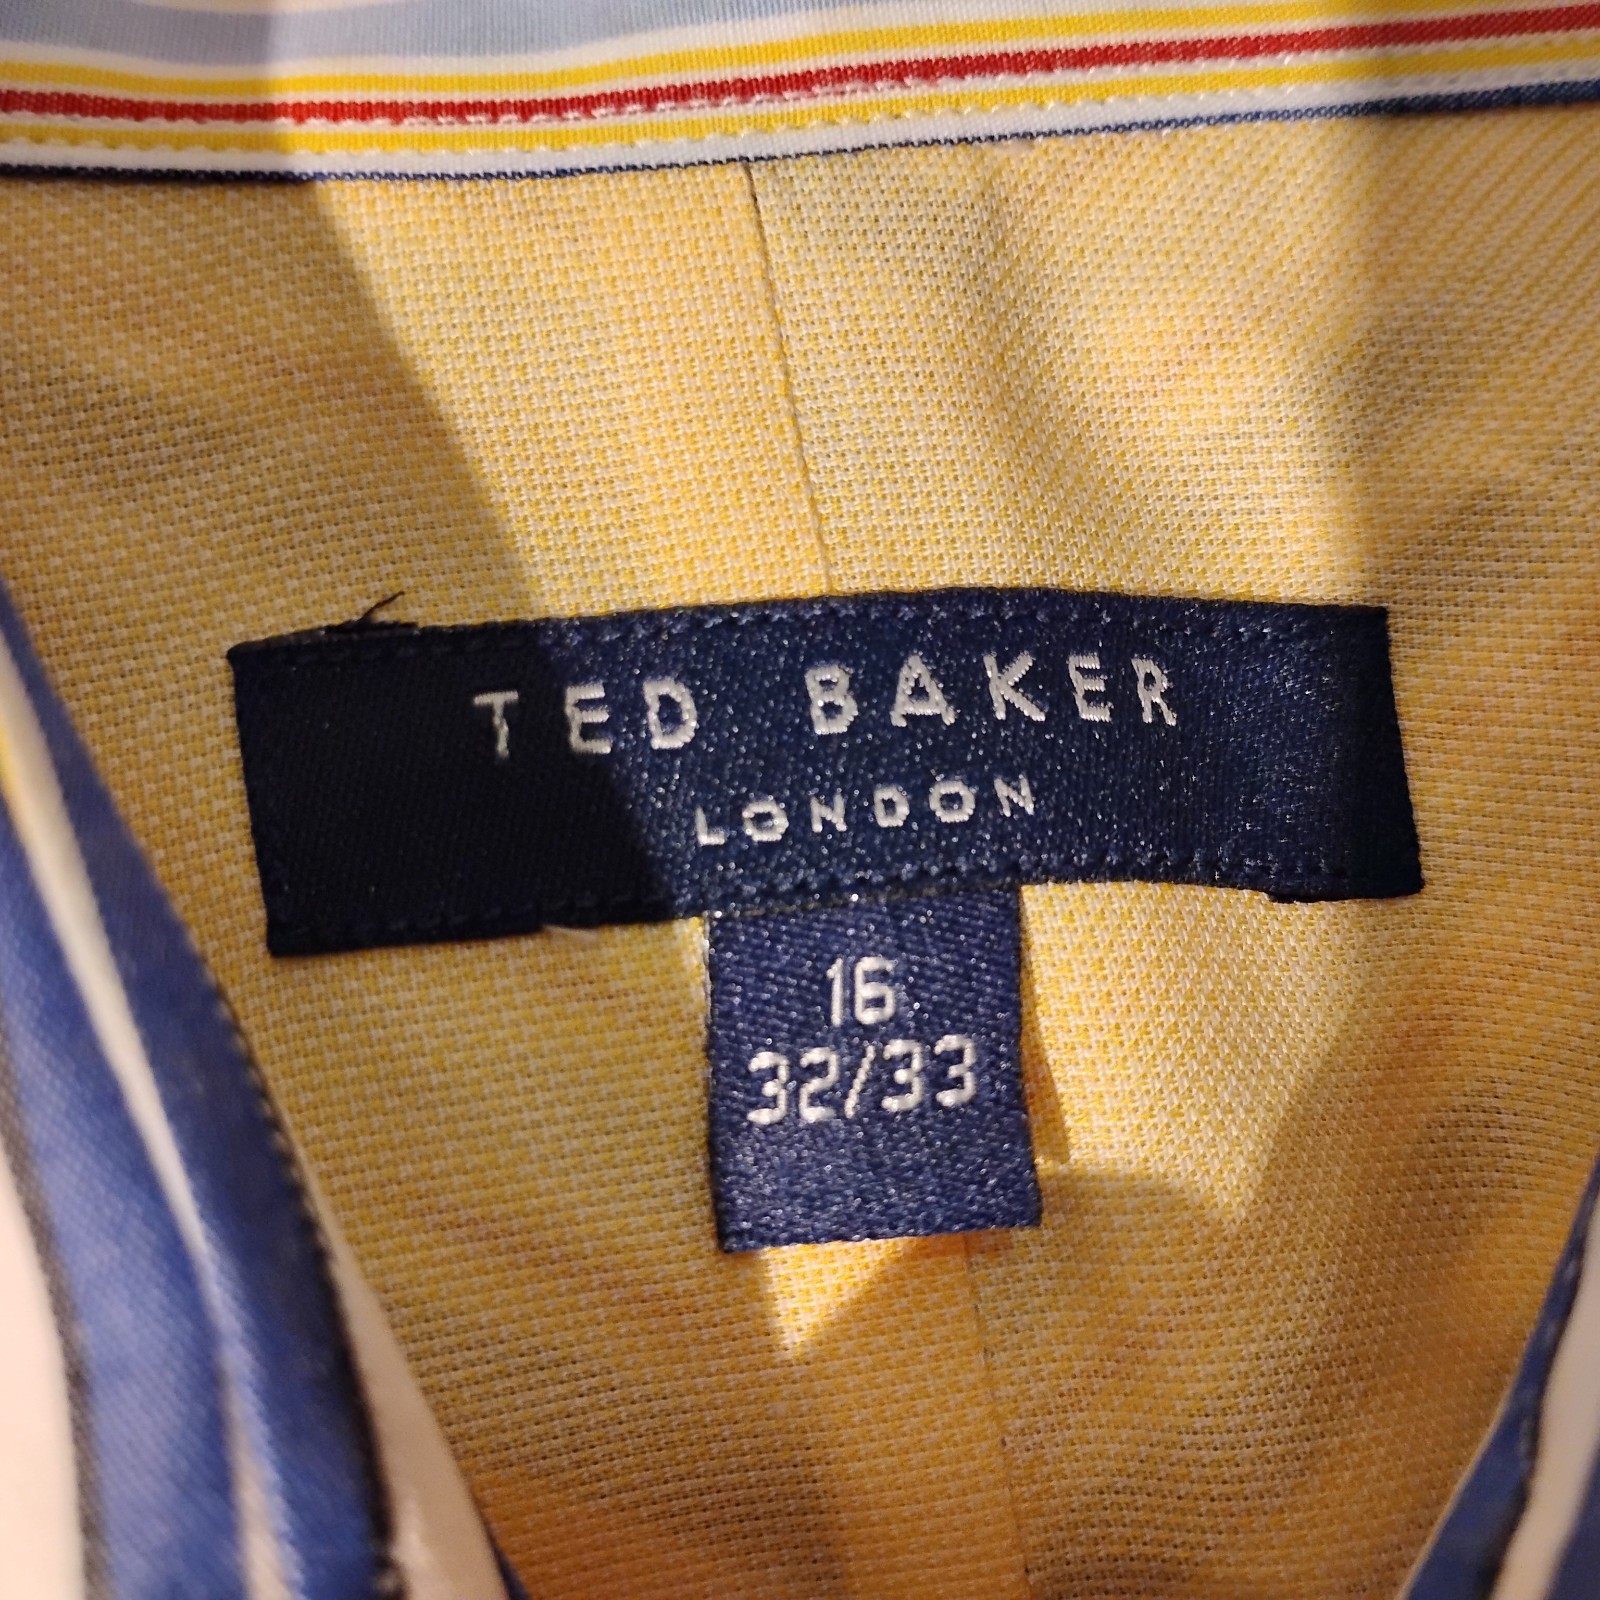 TED BAKER
LONDON
16
32/33